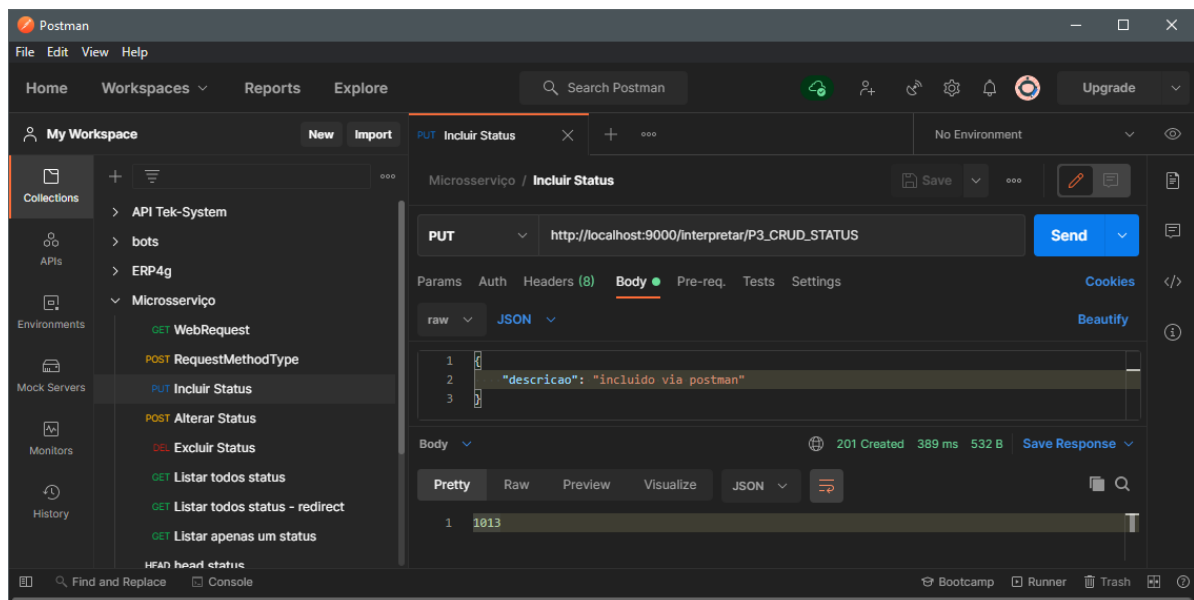 Postman
File Edit View Help
Home Workspaces Reports Explore Search Postman Upgrade
My Workspace New Import PUT Incluir Status No Environment
Collections
APIs
Environments
Mock Servers
Monitors
History
API Tek-System
bots
ERP4g
Microsserviço
GET WebRequest
POST RequestMethodType
PUT Incluir Status
POST Alterar Status
DEL Excluir Status
GET Listar todos status
GET Listar todos status - redirect
GET Listar apenas um status
HEAD head status
Microsserviço / Incluir Status Save
PUT http://localhost:9000/interpretar/P3_CRUD_STATUS Send
Params Auth Headers (8) Body Pre-req. Tests Settings Cookies
raw JSON Beautify
1 {
2 "descricao": "incluido via postman"
3 }
Body 201 Created 389 ms 532 B Save Response
Pretty Raw Preview Visualize JSON
1 1013
Find and Replace Console Bootcamp Runner Trash